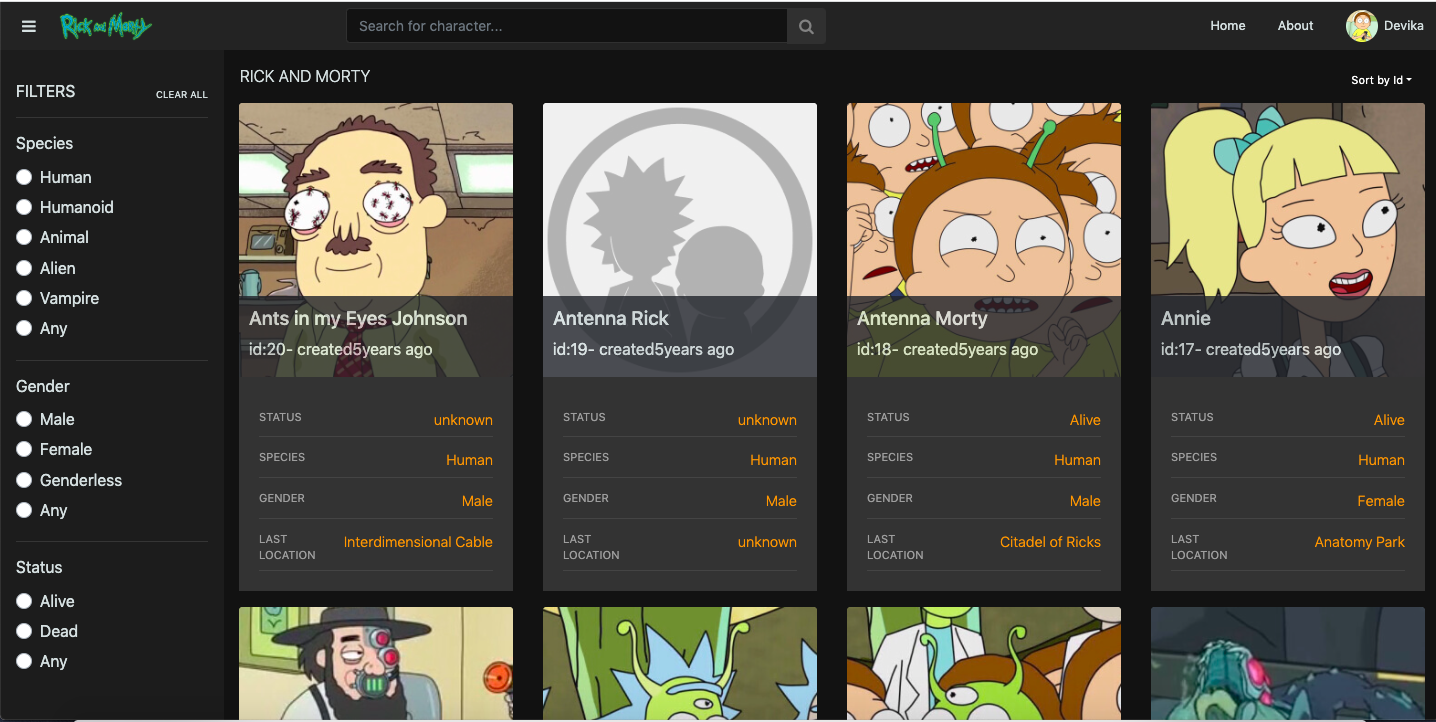 Rick and Morty
Search for character...
Home
About
Devika
FILTERS
CLEAR ALL
Species
Human
Humanoid
Animal
Alien
Vampire
Any
Gender
Male
Female
Genderless
Any
Status
Alive
Dead
Any
RICK AND MORTY
Sort by Id
Ants in my Eyes Johnson
id:20- created5years ago
STATUS
unknown
SPECIES
Human
GENDER
Male
LAST
LOCATION
Interdimensional Cable
Antenna Rick
id:19- created5years ago
STATUS
unknown
SPECIES
Human
GENDER
Male
LAST
LOCATION
unknown
Antenna Morty
id:18- created5years ago
STATUS
Alive
SPECIES
Human
GENDER
Male
LAST
LOCATION
Citadel of Ricks
Annie
id:17- created5years ago
STATUS
Alive
SPECIES
Human
GENDER
Female
LAST
LOCATION
Anatomy Park